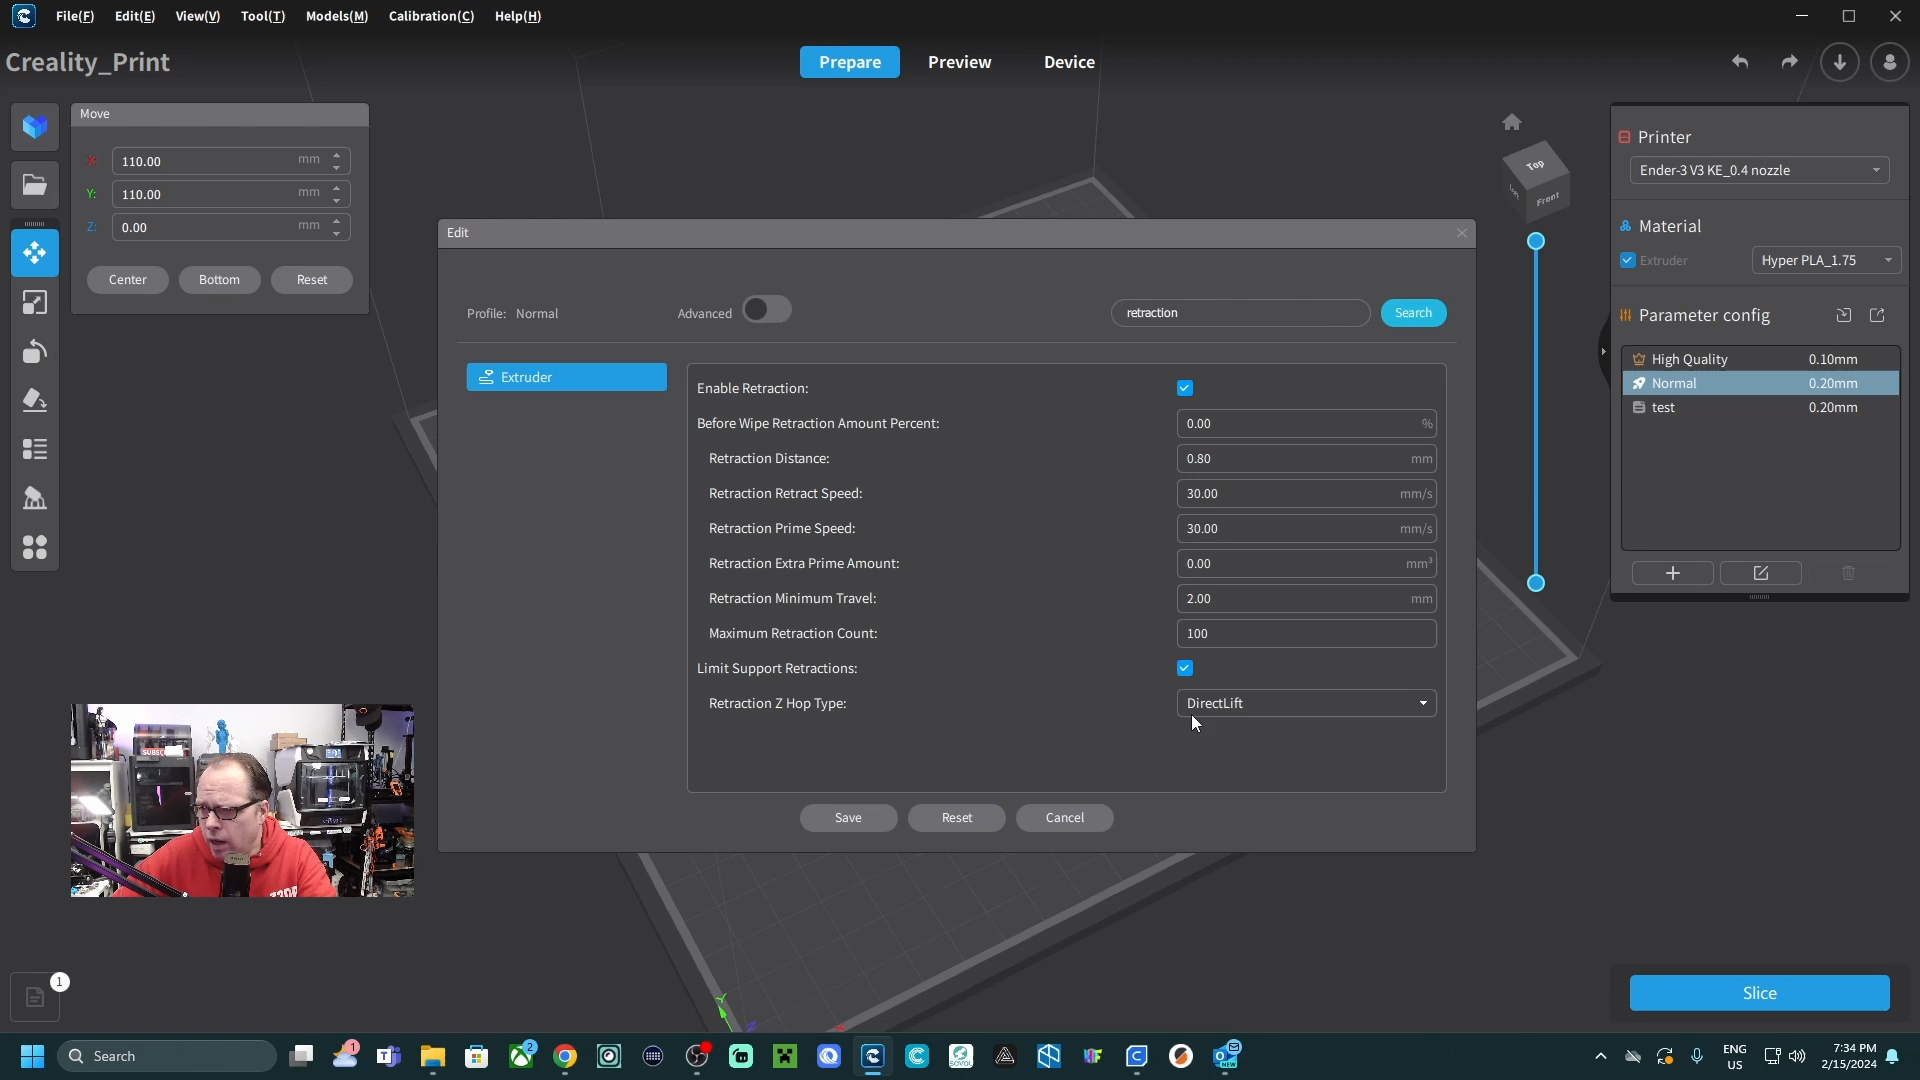 File(F) Edit(E) View(V) Tool(T) Models(M) Calibration(C) Help(H)
Creality_Print
Prepare Preview Device
Move
X: 110.00 mm
Y: 110.00 mm
Z: 0.00 mm
Center Bottom Reset
Top
Front
Printer
Ender-3 V3 KE_0.4 nozzle
Material
Extruder Hyper PLA_1.75
Parameter config
High Quality 0.10mm
Normal 0.20mm
test 0.20mm
Edit
Profile: Normal Advanced retraction Search
Extruder
Enable Retraction:
Before Wipe Retraction Amount Percent: 0.00 %
Retraction Distance: 0.80 mm
Retraction Retract Speed: 30.00 mm/s
Retraction Prime Speed: 30.00 mm/s
Retraction Extra Prime Amount: 0.00 mm³
Retraction Minimum Travel: 2.00 mm
Maximum Retraction Count: 100
Limit Support Retractions:
Retraction Z Hop Type: DirectLift
Save Reset Cancel
1
Slice
Search
1
2
ENG
US
7:34 PM
2/15/2024